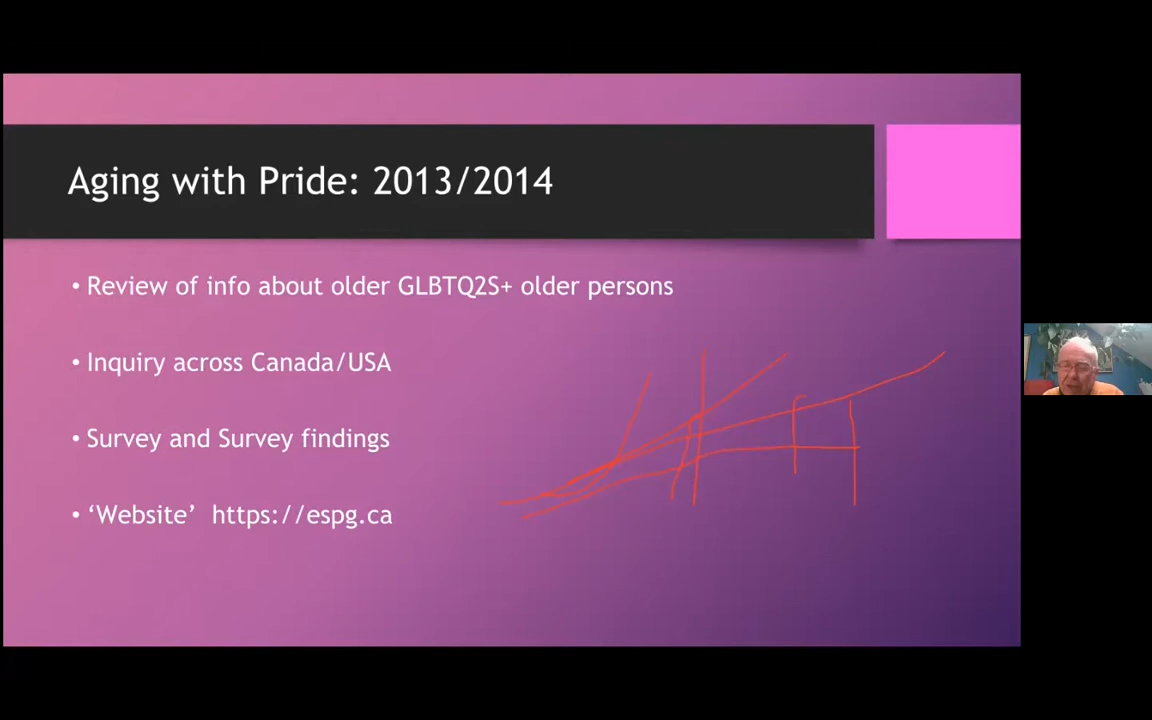 Aging with Pride: 2013/2014
• Review of info about older GLBTQ2S+ older persons
• Inquiry across Canada/USA
• Survey and Survey findings
• ‘Website’ https://espg.ca